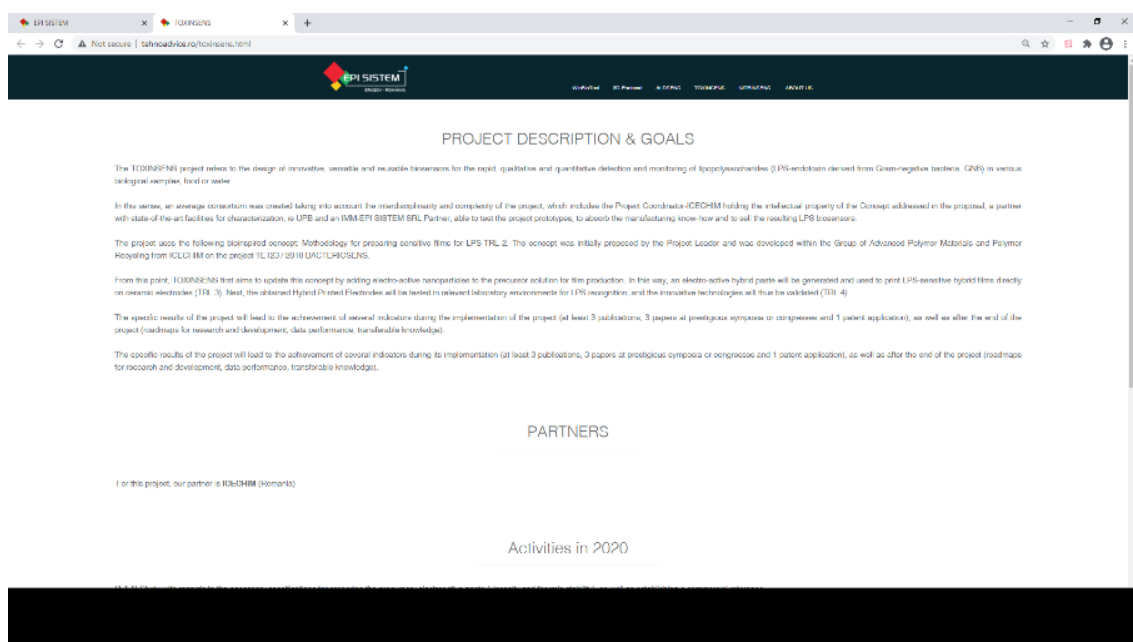 EPI SISTEM
TOXINSENS
Not secure | tehnoadvice.ro/toxinsens.html
EPI SISTEM
BRASOV - ROMANIA
TOXINSENS ABOUT US
PROJECT DESCRIPTION & GOALS
The TOXINSENS project refers to the design of innovative, versatile and reusable biosensors for the rapid, qualitative and quantitative detection and monitoring of lipopolysaccharides (LPS-endotoxin derived from Gram-negative bacteria, GNB) in various
biological samples, food or water
In this sense, an average consortium was created taking into account the interdisciplinarity and complexity of the project, which includes the Project Coordinator-ICECHIM holding the intellectual property of the Concept addressed in the proposal, a partner
with state-of-the-art facilities for characterization, ie UPB and an IMM-EPI SISTEM SRL Partner, able to test the project prototypes, to absorb the manufacturing know-how and to sell the resulting LPS biosensors.
The project uses the following bioinspired concept: Methodology for preparing sensitive films for LPS TRL 2. The concept was initially proposed by the Project Leader and was developed within the Group of Advanced Polymer Materials and Polymer
Recycling from ICECHIM on the project TE123 / 2018 BACTERIOSENS.
From this point, TOXINSENS first aims to update this concept by adding electro-active nanoparticles to the precursor solution for film production. In this way, an electro-active hybrid paste will be generated and used to print LPS-sensitive hybrid films directly
on ceramic electrodes (TRL 3). Next, the obtained Hybrid Printed Electrodes will be tested in relevant laboratory environments for LPS recognition, and the innovative technologies will thus be validated (TRL 4)
The specific results of the project will lead to the achievement of several indicators during the implementation of the project (at least 3 publications, 3 papers at prestigious symposia or congresses and 1 patent application), as well as after the end of the
project (roadmaps for research and development, data performance, transferable knowledge).
The specific results of the project will lead to the achievement of several indicators during its implementation (at least 3 publications, 3 papers at prestigious symposia or congresses and 1 patent application), as well as after the end of the project (roadmaps
for research and development, data performance, transferable knowledge).
PARTNERS
For this project, our partner is ICECHIM (Romania)
Activities in 2020